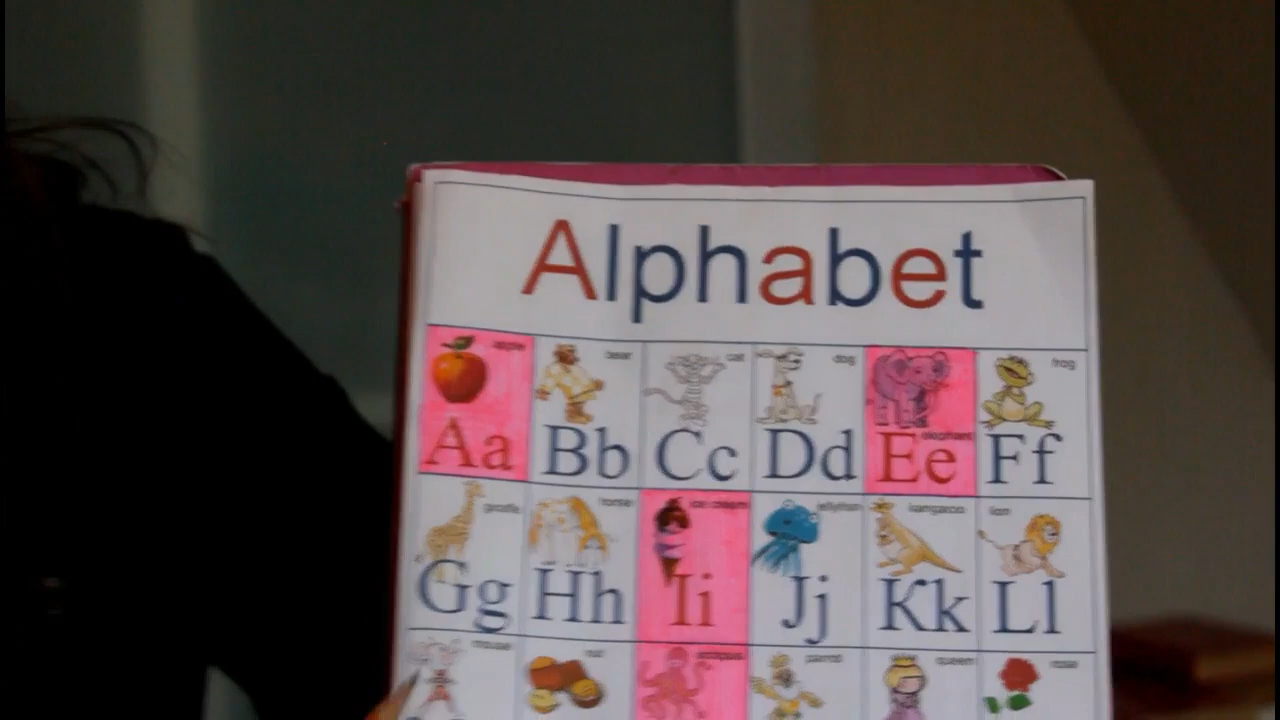 Alphabet
apple bear cat dog elephant frog
Aa Bb Cc Dd Ee Ff
giraffe horse ice cream jellyfish kangaroo lion
Gg Hh Ii Jj Kk Ll
mouse nut octopus parrot queen rose